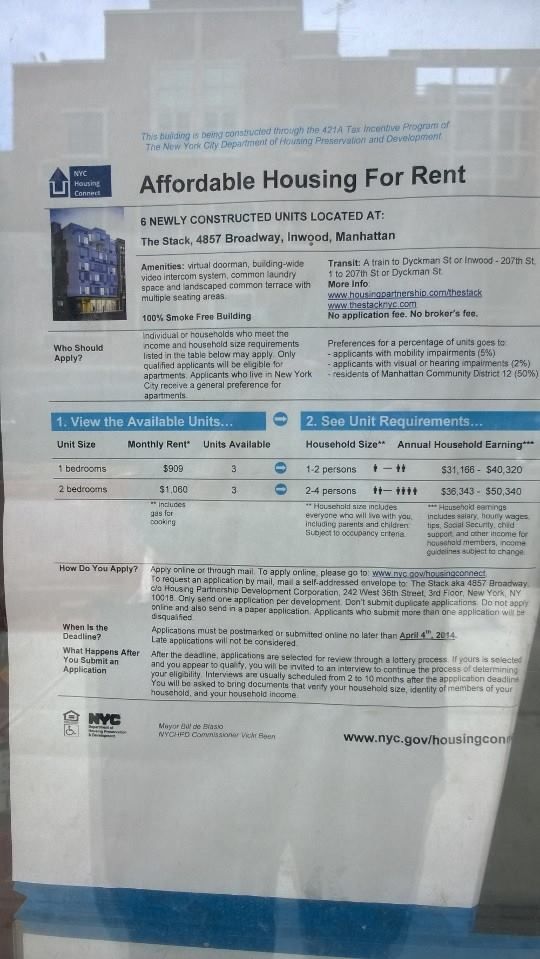 This building is being constructed through the 421A Tax Incentive Program of
The New York City Department of Housing Preservation and Development.
NYC
Housing
Connect
Affordable Housing For Rent
6 NEWLY CONSTRUCTED UNITS LOCATED AT:
The Stack, 4857 Broadway, Inwood, Manhattan
Amenities: virtual doorman, building-wide
video intercom system, common laundry
space and landscaped common terrace with
multiple seating areas.
100% Smoke Free Building
Transit: A train to Dyckman St or Inwood - 207th St,
1 to 207th St or Dyckman St.
More Info:
www.housingpartnership.com/thestack
www.thestacknyc.com
No application fee. No broker's fee.
Who Should
Apply?
Individual or households who meet the
income and household size requirements
listed in the table below may apply. Only
qualified applicants will be eligible for
apartments. Applicants who live in New York
City receive a general preference for
apartments.
Preferences for a percentage of units goes to:
- applicants with mobility impairments (5%)
- applicants with visual or hearing impairments (2%)
- residents of Manhattan Community District 12 (50%)
1. View the Available Units...
2. See Unit Requirements...
Unit Size Monthly Rent* Units Available Household Size** Annual Household Earning***
1 bedrooms $909 3 1-2 persons $31,166 - $40,320
2 bedrooms $1,060 3 2-4 persons $36,343 - $50,340
** includes
gas for
cooking
** Household size includes
everyone who will live with you,
including parents and children.
Subject to occupancy criteria.
*** Household earnings
includes salary, hourly wages,
tips, Social Security, child
support, and other income for
household members, income
guidelines subject to change.
How Do You Apply?
Apply online or through mail. To apply online, please go to: www.nyc.gov/housingconnect.
To request an application by mail, mail a self-addressed envelope to: The Stack aka 4857 Broadway,
c/o Housing Partnership Development Corporation, 242 West 36th Street, 3rd Floor, New York, NY
10018. Only send one application per development. Don't submit duplicate applications. Do not apply
online and also send in a paper application. Applicants who submit more than one application will be
disqualified.
When Is the
Deadline?
Applications must be postmarked or submitted online no later than April 4th, 2014.
Late applications will not be considered.
What Happens After
You Submit an
Application
After the deadline, applications are selected for review through a lottery process. If yours is selected
and you appear to qualify, you will be invited to an interview to continue the process of determining
your eligibility. Interviews are usually scheduled from 2 to 10 months after the appplication deadline.
You will be asked to bring documents that verify your household size, identity of members of your
household, and your household income.
NYC
Department of
Housing Preservation
& Development
Mayor Bill de Blasio
NYCHPD Commissioner Vicki Been
www.nyc.gov/housingconn